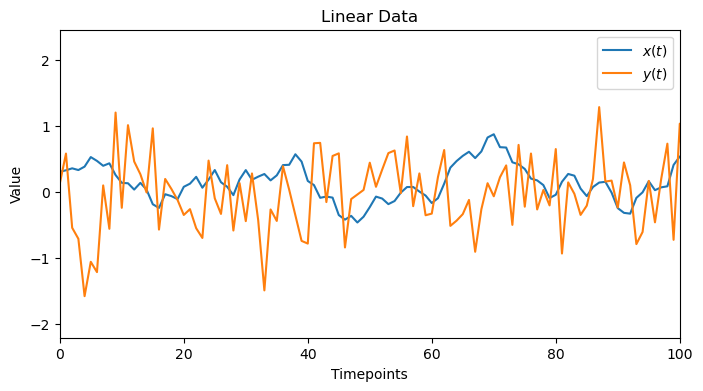 Linear Data
x(t)
y(t)
Value
2
1
0
−1
−2
0
20
40
60
80
100
Timepoints